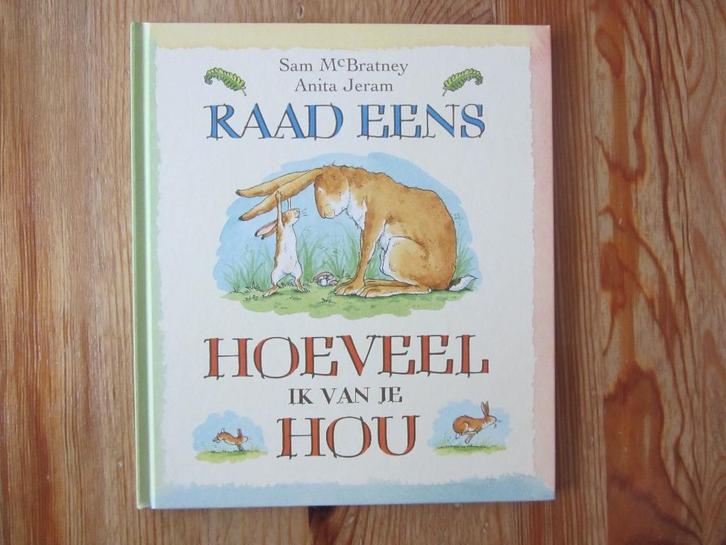 Sam McBratney
Anita Jeram
RAAD EENS
HOEVEEL
IK VAN JE
HOU